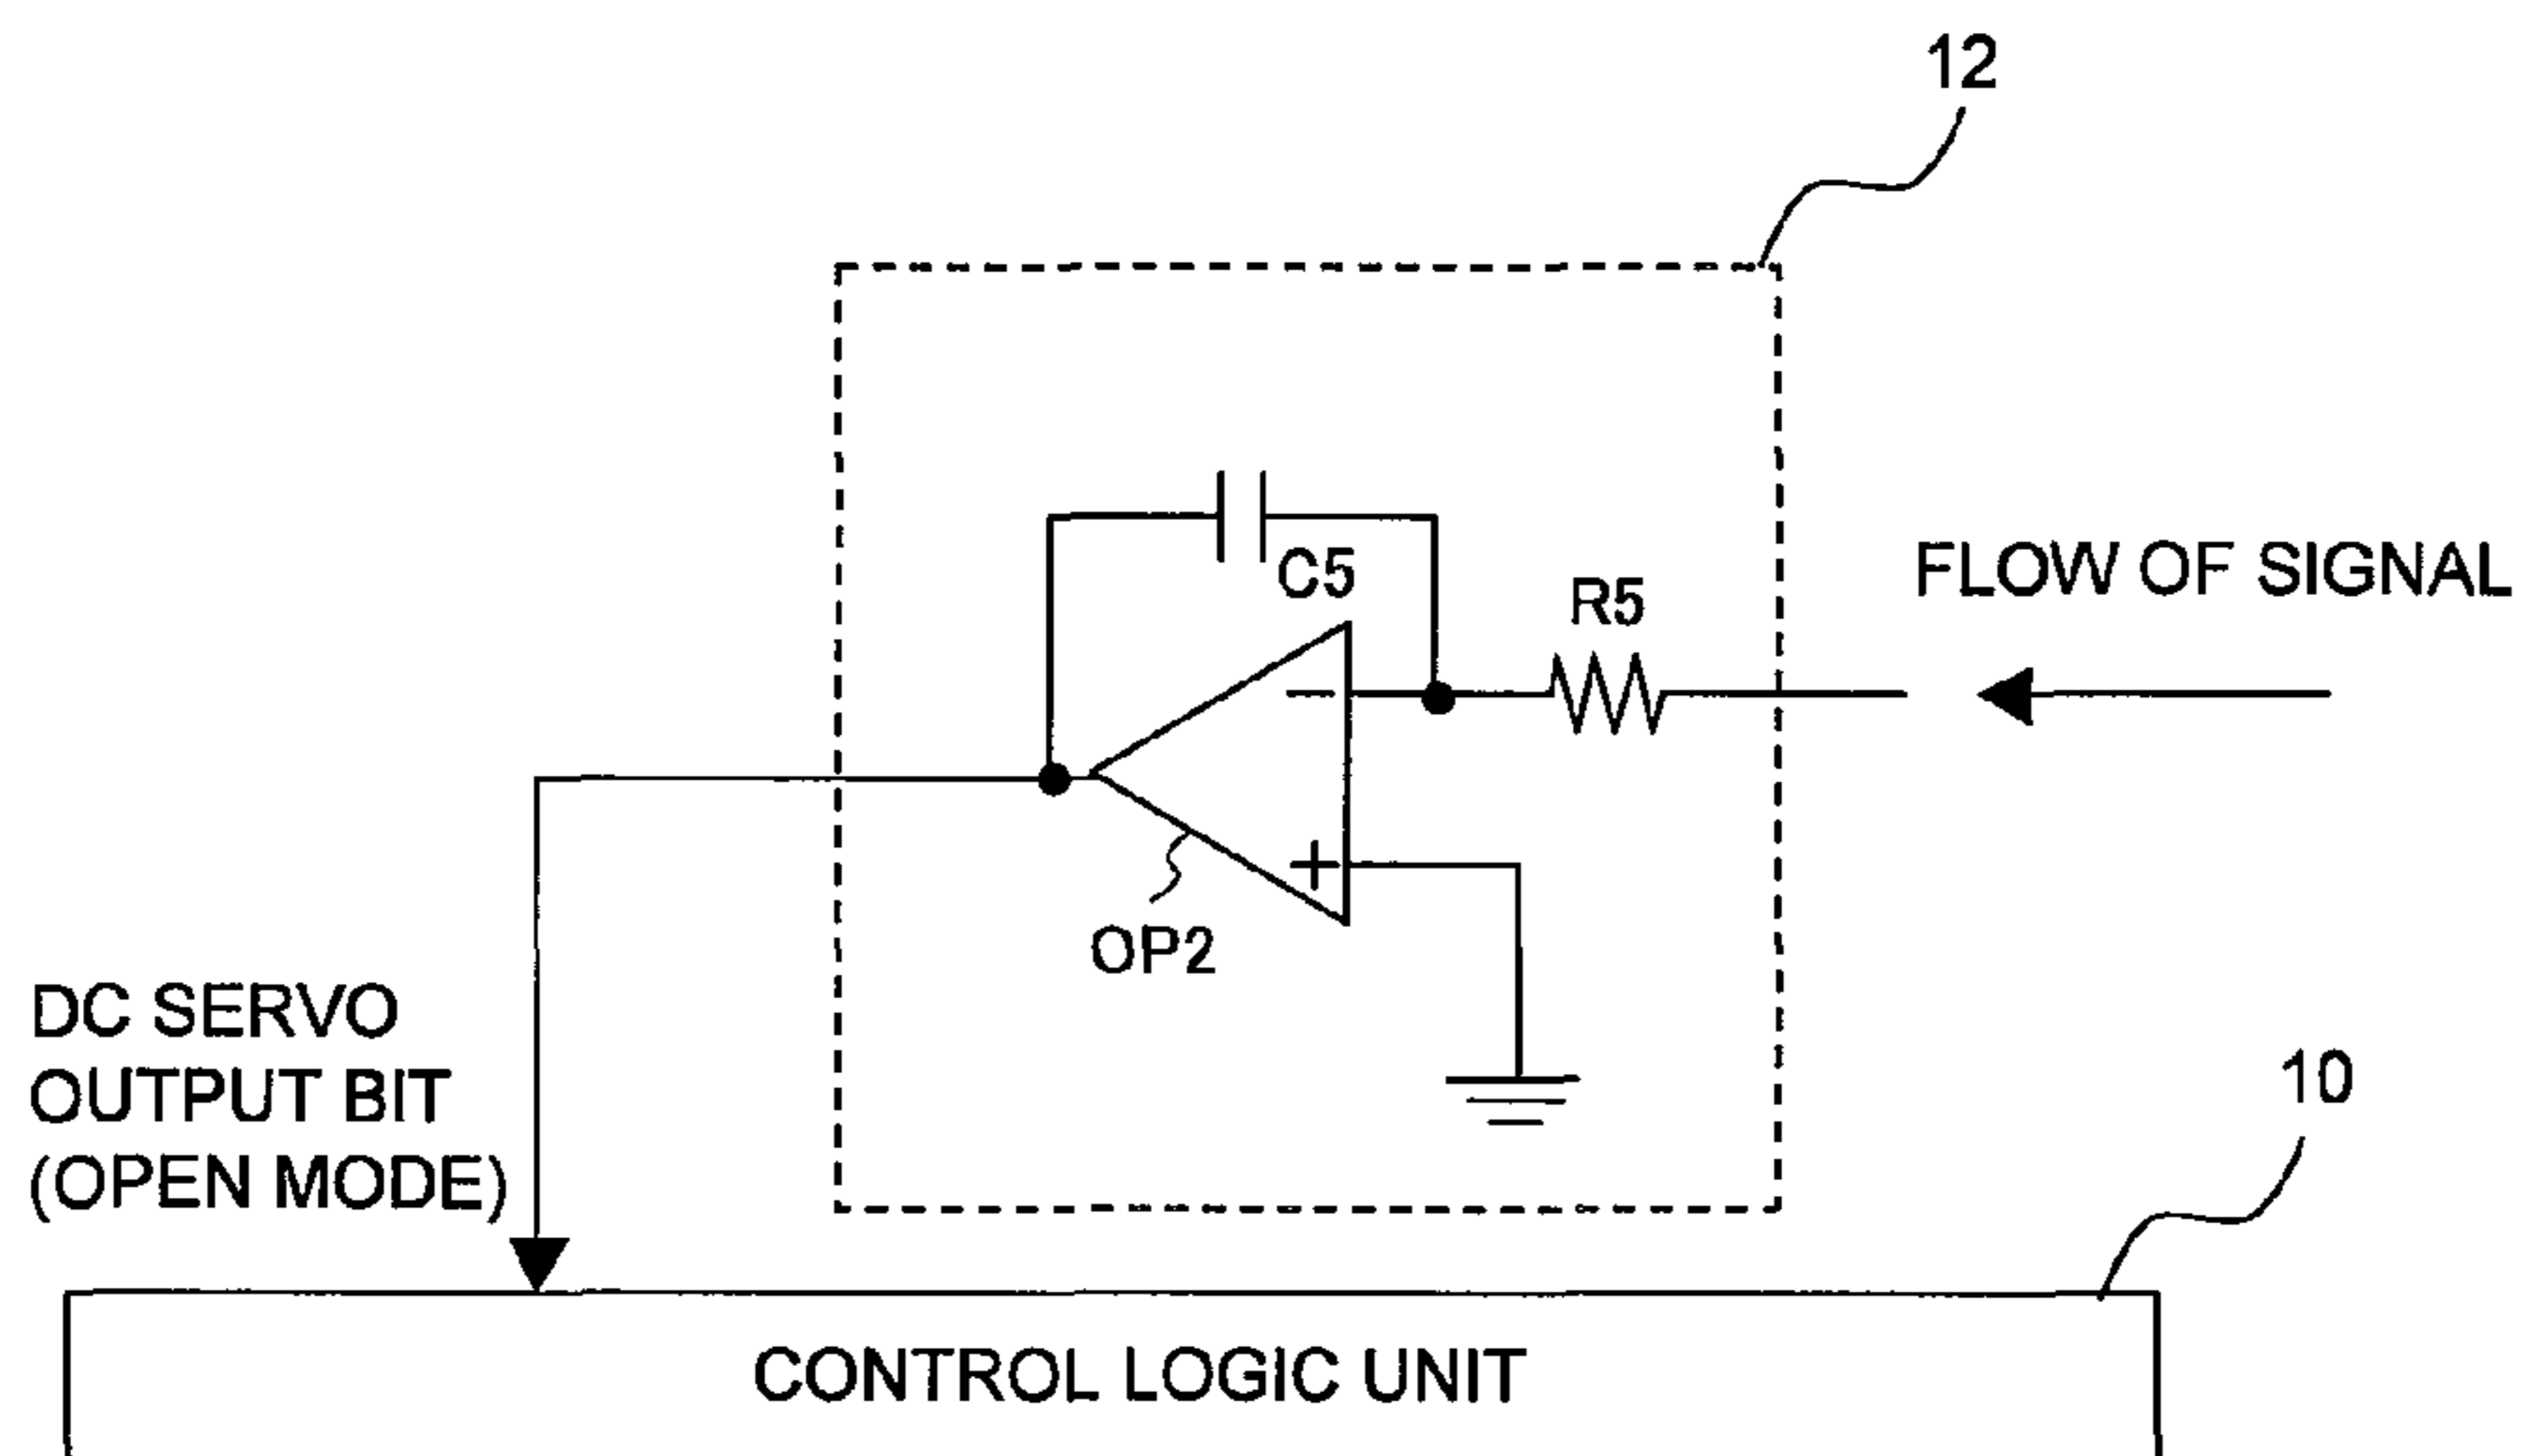 12
C5
R5
FLOW OF SIGNAL
−
+
OP2
DC SERVO
OUTPUT BIT
(OPEN MODE)
10
CONTROL LOGIC UNIT